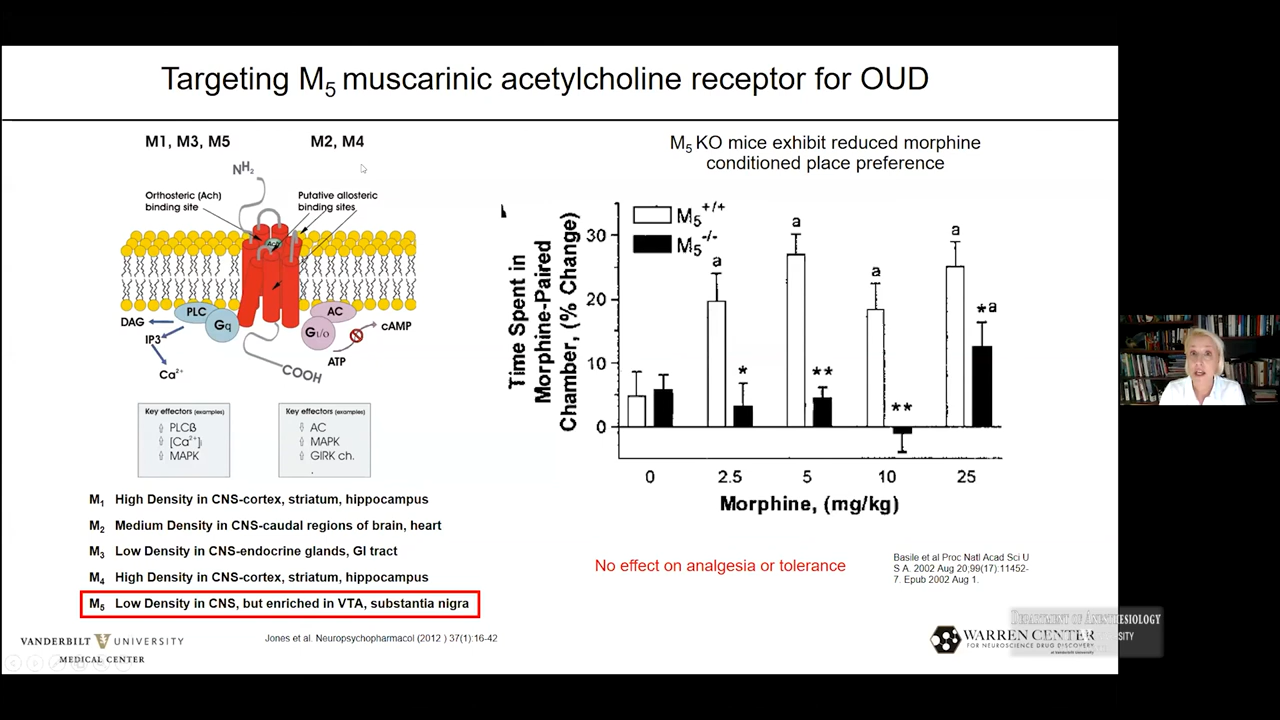 Targeting M5 muscarinic acetylcholine receptor for OUD
M1, M3, M5
M2, M4
NH2
Orthosteric (Ach)
binding site
Putative allosteric
binding sites
Ach
PLC
Gq
DAG
IP3
Ca2+
AC
Gi/o
cAMP
ATP
COOH
Key effectors (examples)
⇧ PLCß
⇧ [Ca2+]i
⇧ MAPK
Key effectors (examples)
⇩ AC
⇧ MAPK
⇧ GIRK ch.
M1 High Density in CNS-cortex, striatum, hippocampus
M2 Medium Density in CNS-caudal regions of brain, heart
M3 Low Density in CNS-endocrine glands, GI tract
M4 High Density in CNS-cortex, striatum, hippocampus
M5 Low Density in CNS, but enriched in VTA, substantia nigra
Jones et al. Neuropsychopharmacol (2012 ) 37(1):16-42
VANDERBILT UNIVERSITY
MEDICAL CENTER
M5 KO mice exhibit reduced morphine
conditioned place preference
Time Spent in
Morphine-Paired
Chamber, (% Change)
M5+/+
M5-/-
30
20
10
0
a
a
a
a
*
**
**
*a
0 2.5 5 10 25
Morphine, (mg/kg)
No effect on analgesia or tolerance
Basile et al Proc Natl Acad Sci U
S A. 2002 Aug 20;99(17):11452-
7. Epub 2002 Aug 1.
WARREN CENTER
FOR NEUROSCIENCE DRUG DISCOVERY
at Vanderbilt University
DEPARTMENT OF ANESTHESIOLOGY